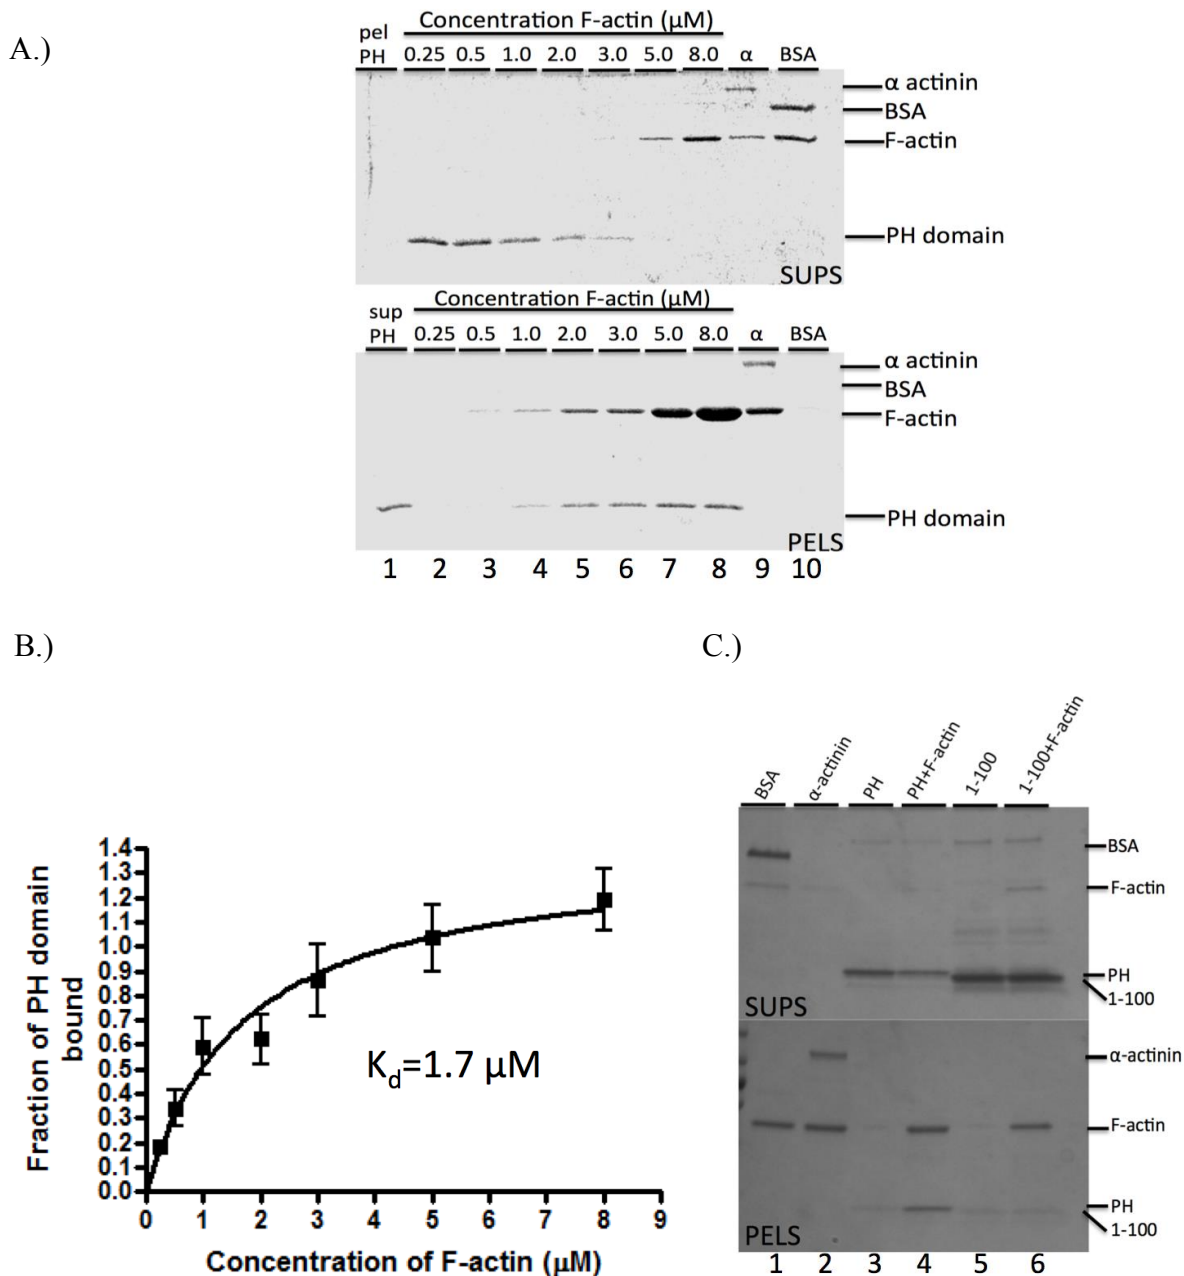 A.)
Concentration F-actin (µM)
pel
PH 0.25 0.5 1.0 2.0 3.0 5.0 8.0 α BSA
α actinin
BSA
F-actin
PH domain
SUPS
Concentration F-actin (µM)
sup
PH 0.25 0.5 1.0 2.0 3.0 5.0 8.0 α BSA
α actinin
BSA
F-actin
PH domain
PELS
1 2 3 4 5 6 7 8 9 10
B.)
1.4
1.3
1.2
1.1
1.0
0.9
0.8
0.7
0.6
0.5
0.4
0.3
0.2
0.1
0.0
Fraction of PH domain
bound
Kd=1.7 µM
0 1 2 3 4 5 6 7 8 9
Concentration of F-actin (µM)
C.)
BSA α-actinin PH PH+F-actin 1-100 1-100+F-actin
BSA
F-actin
PH
1-100
SUPS
α-actinin
F-actin
PH
1-100
PELS
1 2 3 4 5 6